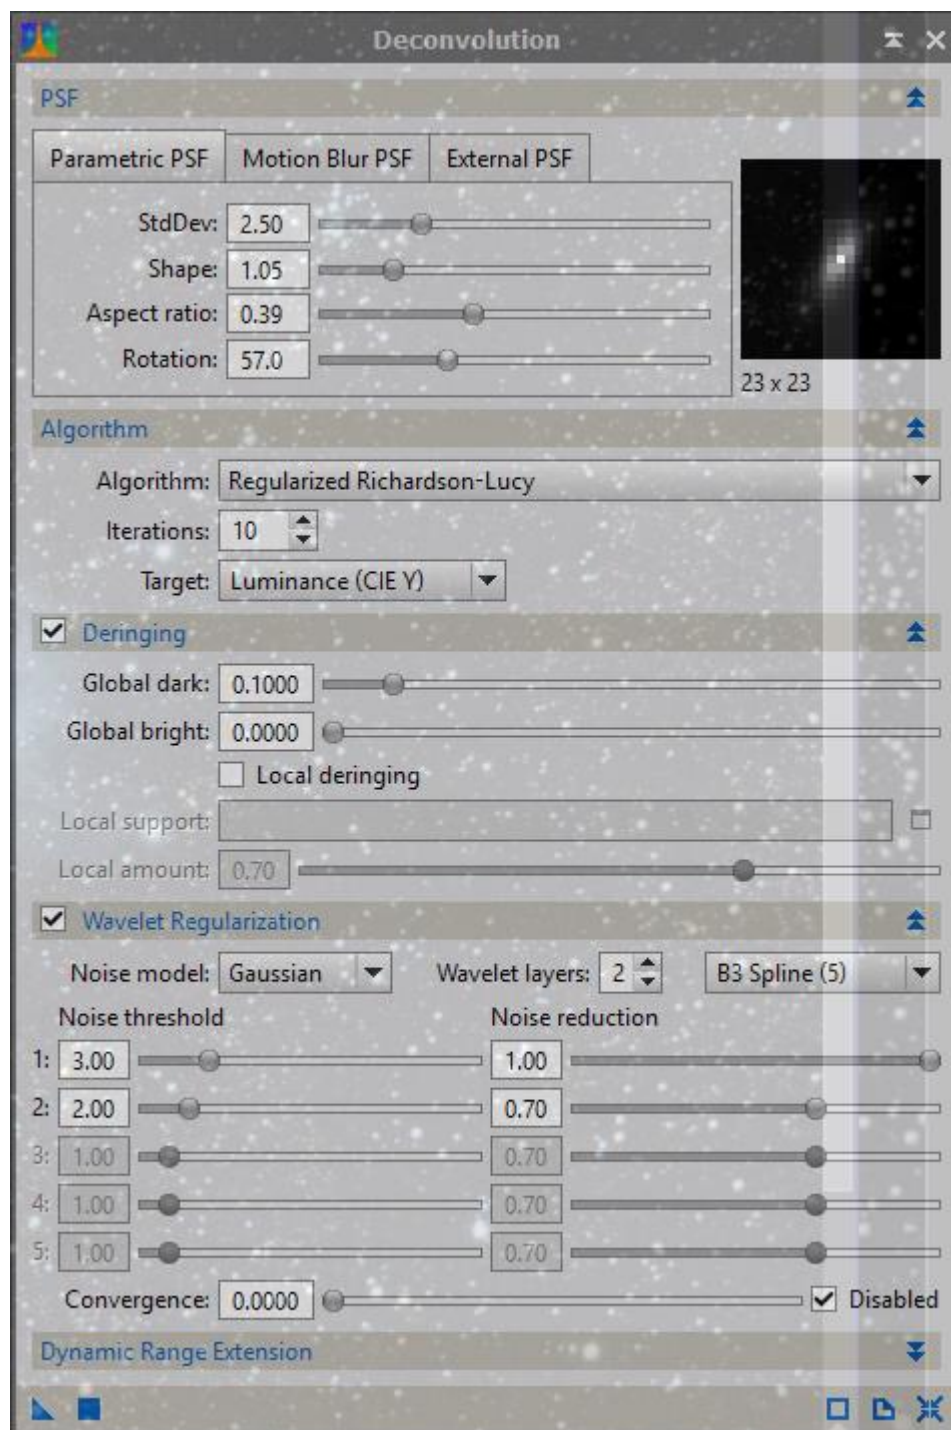 Deconvolution
PSF
Parametric PSF Motion Blur PSF External PSF
StdDev: 2.50
Shape: 1.05
Aspect ratio: 0.39
Rotation: 57.0
23 x 23
Algorithm
Algorithm: Regularized Richardson-Lucy
Iterations: 10
Target: Luminance (CIE Y)
Deringing
Global dark: 0.1000
Global bright: 0.0000
Local deringing
Local support:
Local amount: 0.70
Wavelet Regularization
Noise model: Gaussian Wavelet layers: 2 B3 Spline (5)
Noise threshold Noise reduction
1: 3.00 1.00
2: 2.00 0.70
3: 1.00 0.70
4: 1.00 0.70
5: 1.00 0.70
Convergence: 0.0000 Disabled
Dynamic Range Extension